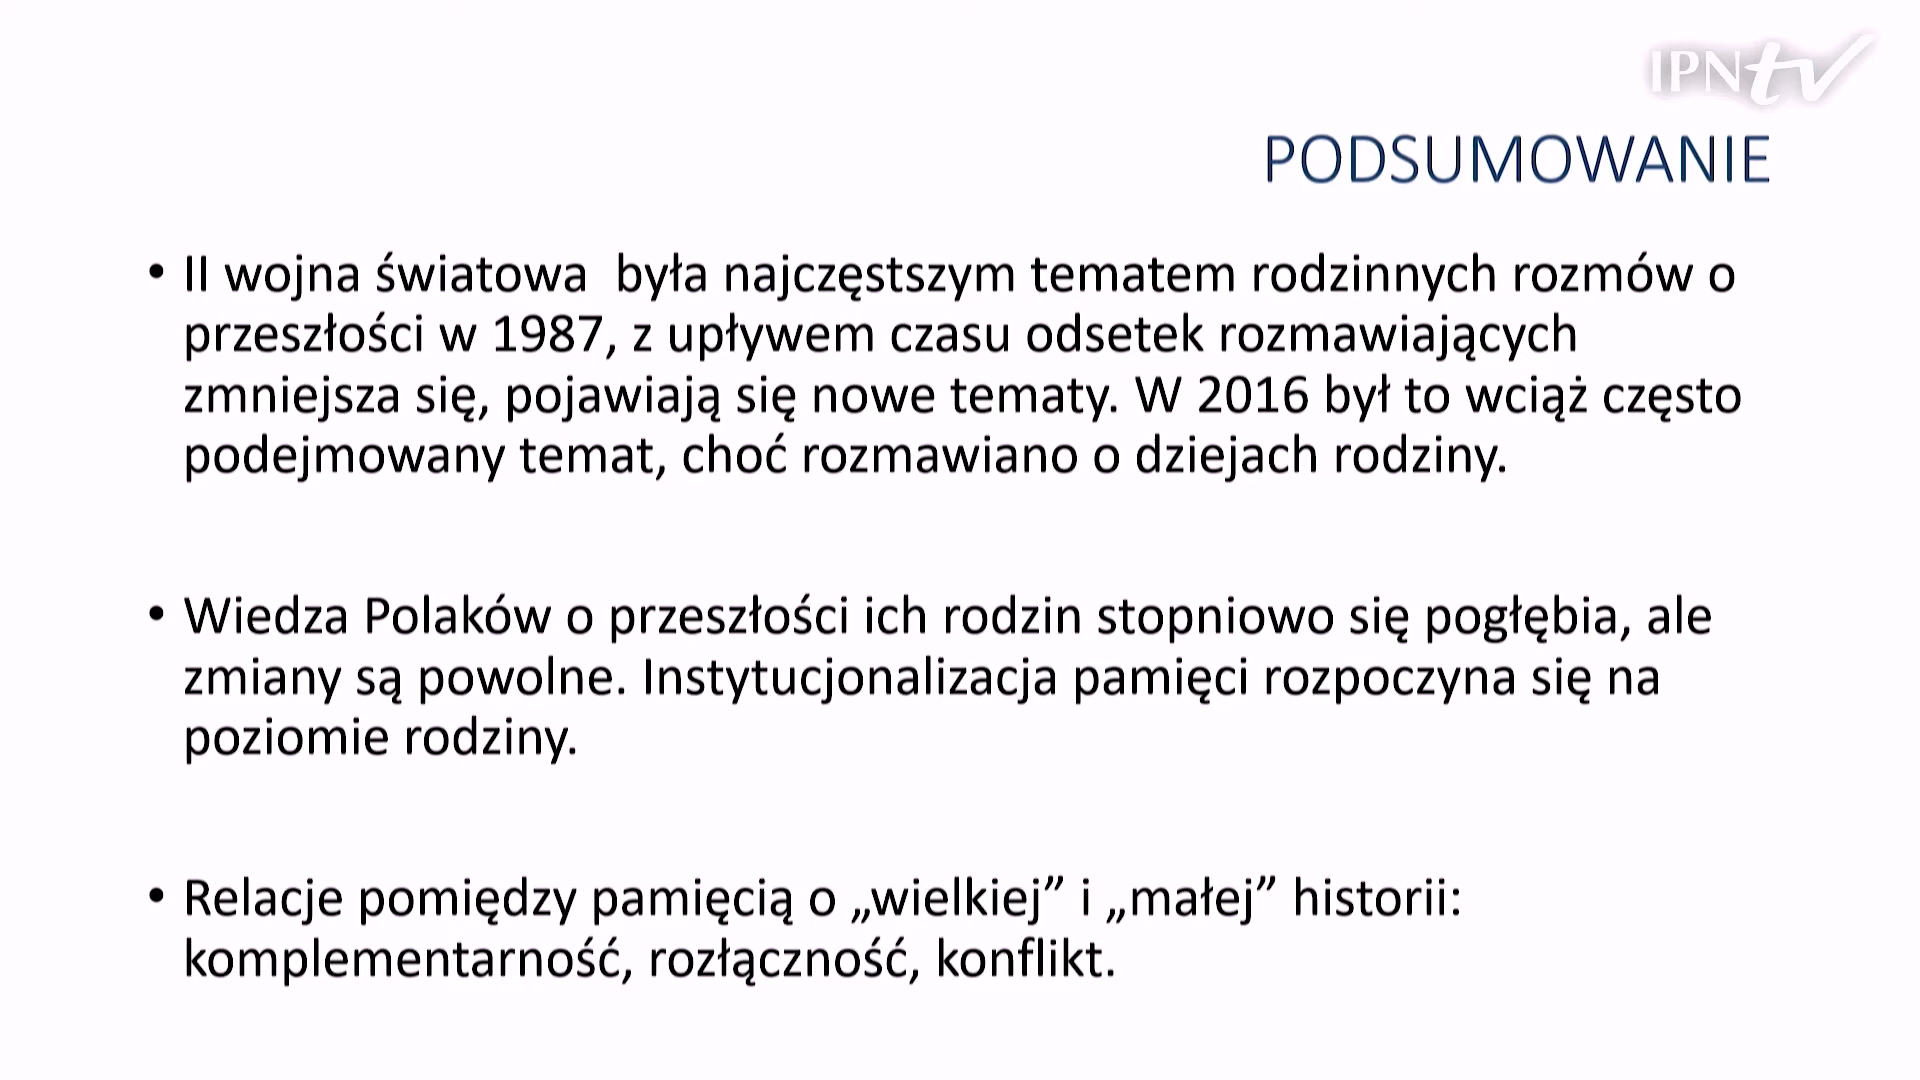 IPNtv
PODSUMOWANIE
• II wojna światowa  była najczęstszym tematem rodzinnych rozmów o
przeszłości w 1987, z upływem czasu odsetek rozmawiających
zmniejsza się, pojawiają się nowe tematy. W 2016 był to wciąż często
podejmowany temat, choć rozmawiano o dziejach rodziny.
• Wiedza Polaków o przeszłości ich rodzin stopniowo się pogłębia, ale
zmiany są powolne. Instytucjonalizacja pamięci rozpoczyna się na
poziomie rodziny.
• Relacje pomiędzy pamięcią o „wielkiej” i „małej” historii:
komplementarność, rozłączność, konflikt.